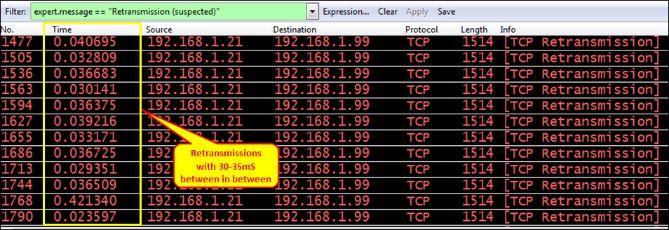 Filter: expert.message == "Retransmission (suspected)" Expression... Clear Apply Save
No. Time Source Destination Protocol Length Info
1477 0.040695 192.168.1.21 192.168.1.99 TCP 1514 [TCP Retransmission]
1505 0.032809 192.168.1.21 192.168.1.99 TCP 1514 [TCP Retransmission]
1536 0.036683 192.168.1.21 192.168.1.99 TCP 1514 [TCP Retransmission]
1563 0.030141 192.168.1.21 192.168.1.99 TCP 1514 [TCP Retransmission]
1594 0.036375 192.168.1.21 192.168.1.99 TCP 1514 [TCP Retransmission]
1627 0.039216 192.168.1.21 192.168.1.99 TCP 1514 [TCP Retransmission]
1655 0.033171 192.168.1.21 192.168.1.99 TCP 1514 [TCP Retransmission]
1686 0.036725 192.168.1.21 192.168.1.99 TCP 1514 [TCP Retransmission]
1713 0.029351 192.168.1.21 192.168.1.99 TCP 1514 [TCP Retransmission]
1744 0.036509 192.168.1.21 192.168.1.99 TCP 1514 [TCP Retransmission]
1768 0.421340 192.168.1.21 192.168.1.99 TCP 1514 [TCP Retransmission]
1790 0.023597 192.168.1.21 192.168.1.99 TCP 1514 [TCP Retransmission]
Retransmissions
with 30-35mS
between in between